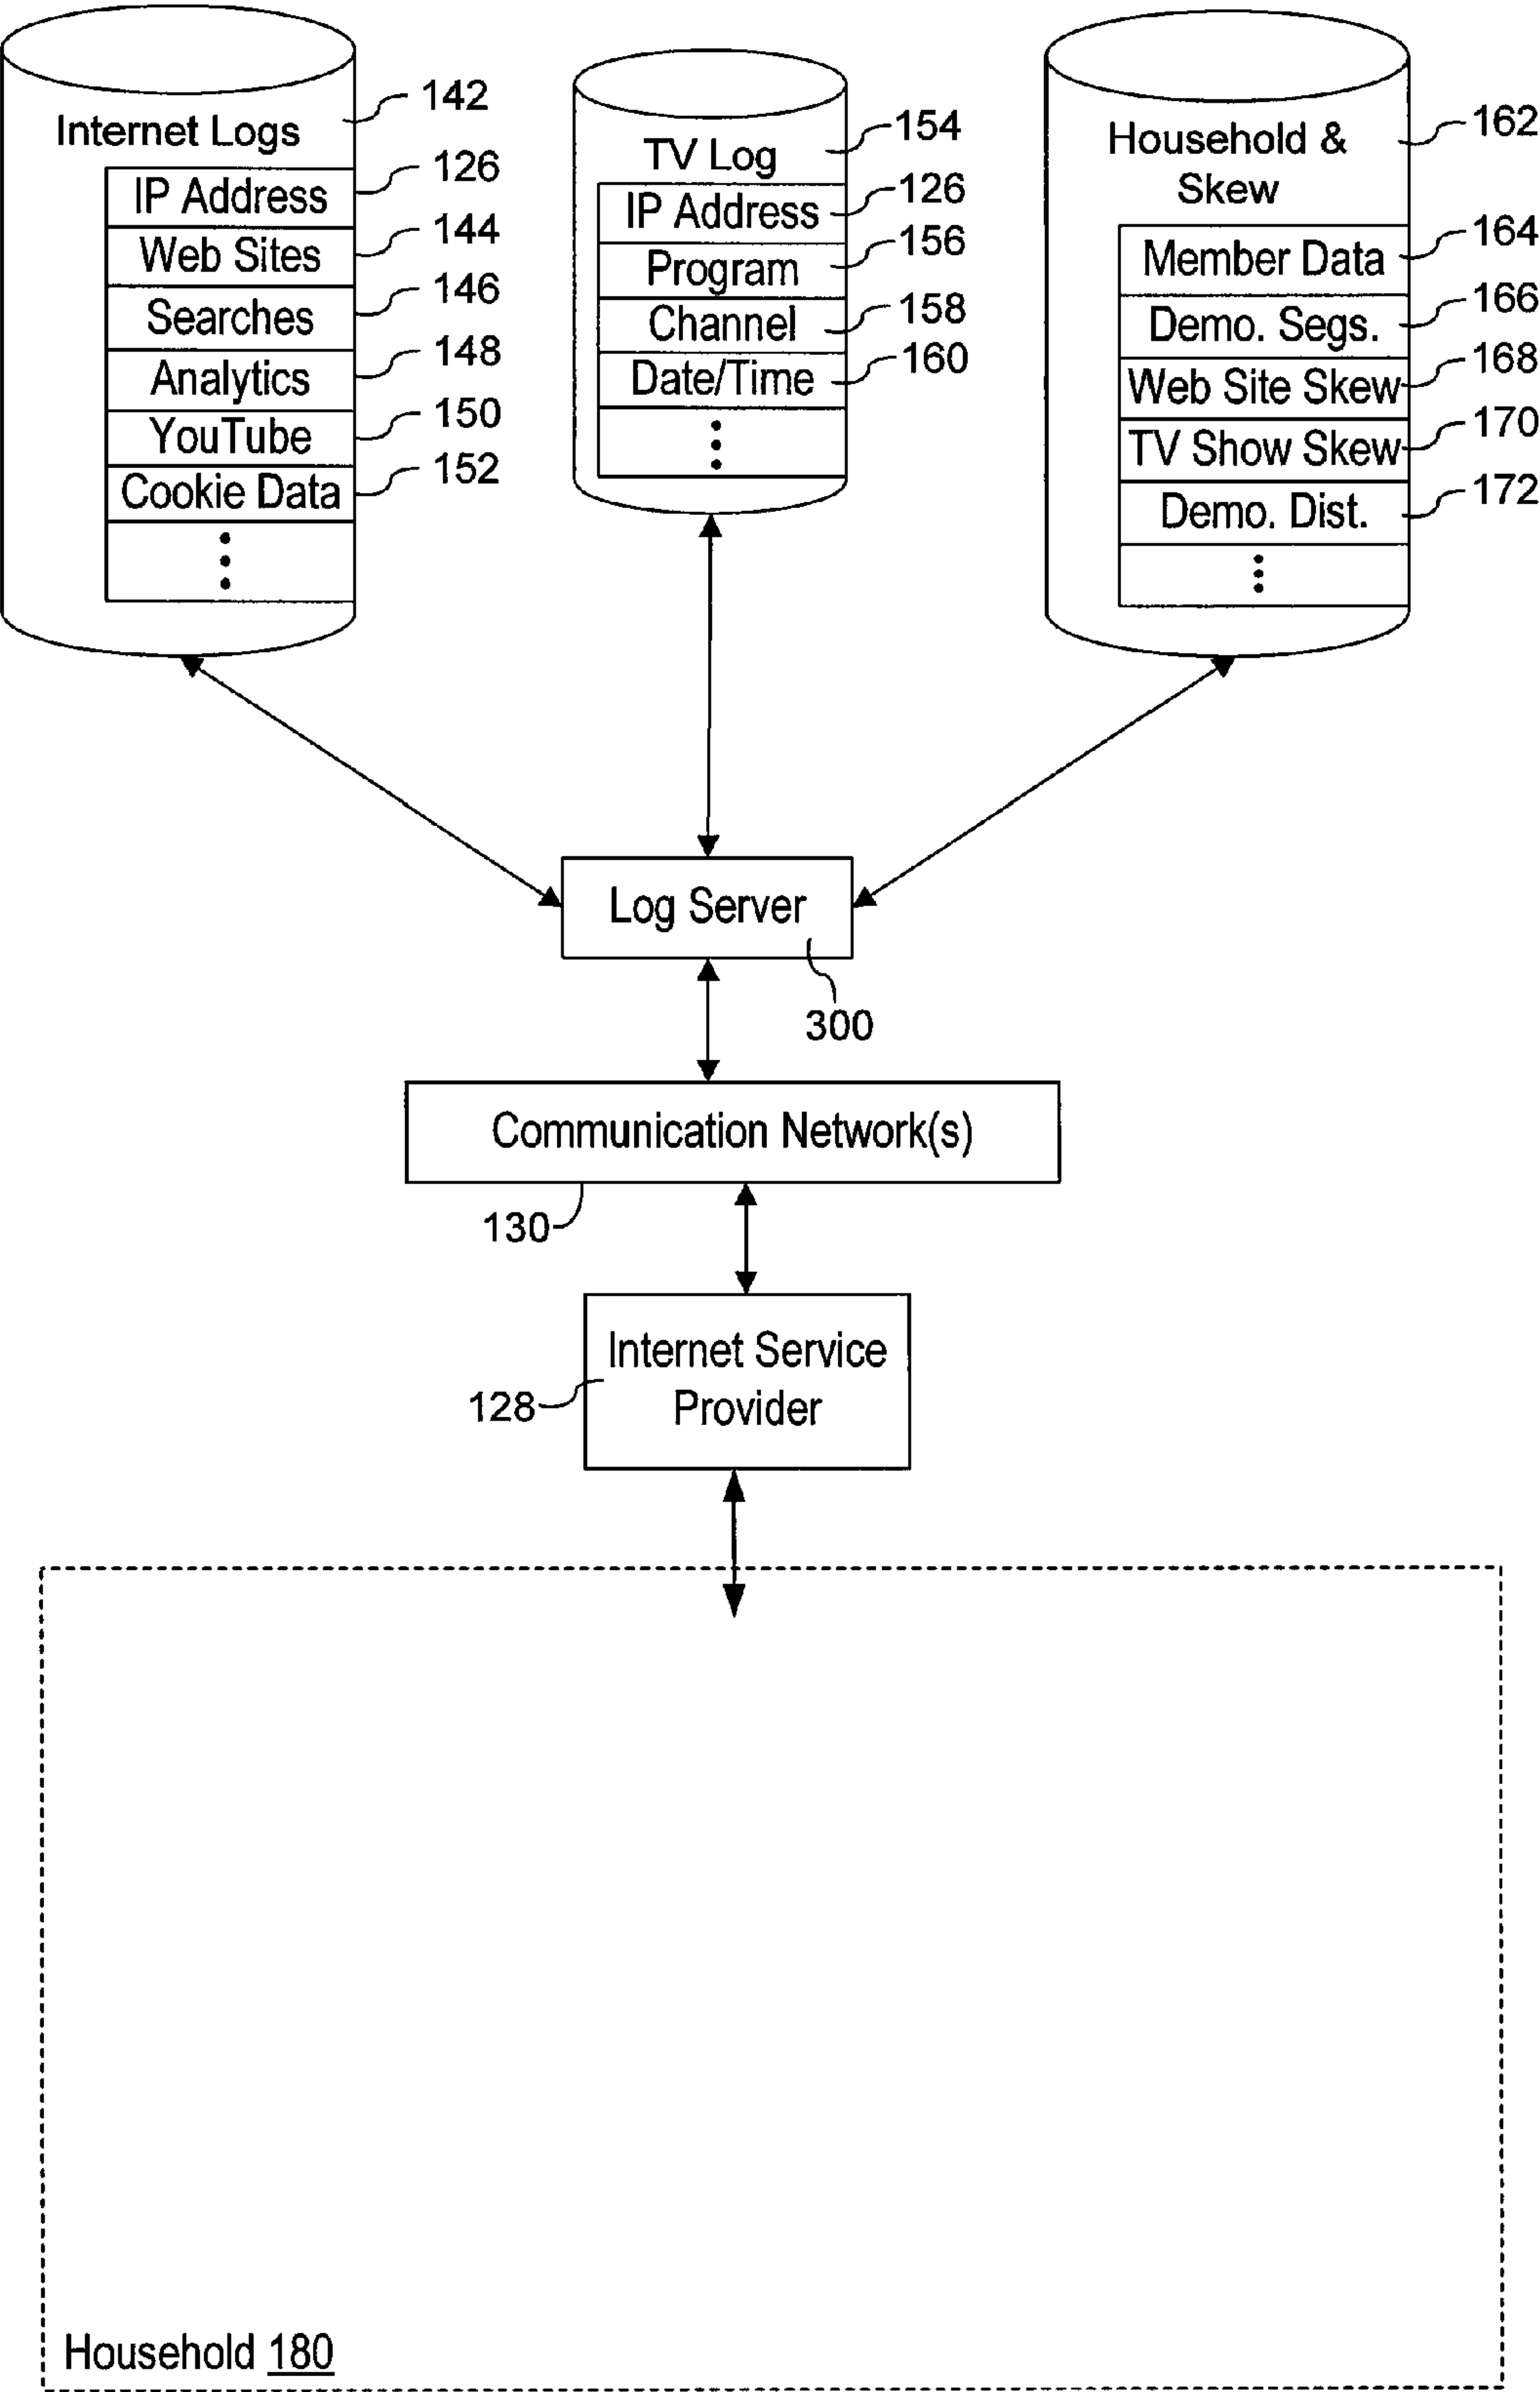 Internet Logs
142
IP Address
126
Web Sites
144
Searches
146
Analytics
148
YouTube
150
Cookie Data
152
TV Log
154
IP Address
126
Program
156
Channel
158
Date/Time
160
Household &
Skew
162
Member Data
164
Demo. Segs.
166
Web Site Skew
168
TV Show Skew
170
Demo. Dist.
172
Log Server
300
Communication Network(s)
130
Internet Service
Provider
128
Household 180